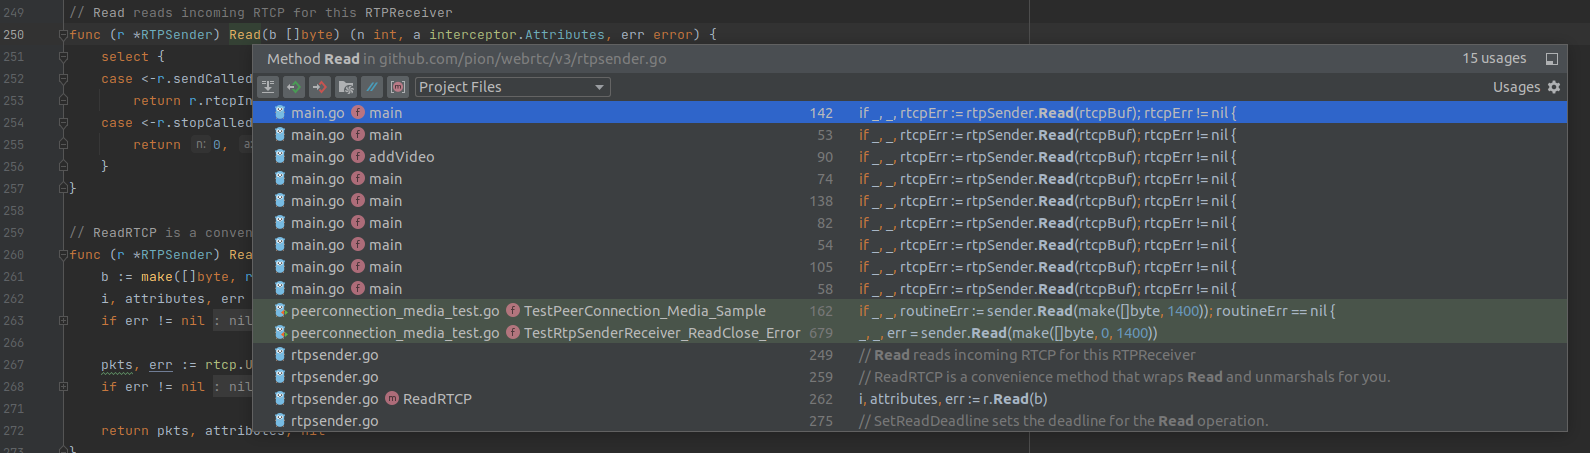 249 // Read reads incoming RTCP for this RTPReceiver
250 func (r *RTPSender) Read(b []byte) (n int, a interceptor.Attributes, err error) {
251 select {
252 case <-r.sendCalled
253 return r.rtcpIn
254 case <-r.stopCalled
255 return n: 0,
256 }
257 }
258
259 // ReadRTCP is a conven
260 func (r *RTPSender) Rea
261 b := make([]byte, r
262 i, attributes, err
263 if err != nil : nil
266
267 pkts, err := rtcp.U
268 if err != nil : nil
271
272 return pkts, attributes, nil
273 }
Method Read in github.com/pion/webrtc/v3/rtpsender.go 15 usages
Project Files Usages
main.go f main 142 if _, _, rtcpErr := rtpSender.Read(rtcpBuf); rtcpErr != nil {
main.go f main 53 if _, _, rtcpErr := rtpSender.Read(rtcpBuf); rtcpErr != nil {
main.go f addVideo 90 if _, _, rtcpErr := rtpSender.Read(rtcpBuf); rtcpErr != nil {
main.go f main 74 if _, _, rtcpErr := rtpSender.Read(rtcpBuf); rtcpErr != nil {
main.go f main 138 if _, _, rtcpErr := rtpSender.Read(rtcpBuf); rtcpErr != nil {
main.go f main 82 if _, _, rtcpErr := rtpSender.Read(rtcpBuf); rtcpErr != nil {
main.go f main 54 if _, _, rtcpErr := rtpSender.Read(rtcpBuf); rtcpErr != nil {
main.go f main 105 if _, _, rtcpErr := rtpSender.Read(rtcpBuf); rtcpErr != nil {
main.go f main 58 if _, _, rtcpErr := rtpSender.Read(rtcpBuf); rtcpErr != nil {
peerconnection_media_test.go f TestPeerConnection_Media_Sample 162 if _, _, routineErr := sender.Read(make([]byte, 1400)); routineErr == nil {
peerconnection_media_test.go f TestRtpSenderReceiver_ReadClose_Error 679 _, _, err = sender.Read(make([]byte, 0, 1400))
rtpsender.go 249 // Read reads incoming RTCP for this RTPReceiver
rtpsender.go 259 // ReadRTCP is a convenience method that wraps Read and unmarshals for you.
rtpsender.go m ReadRTCP 262 i, attributes, err := r.Read(b)
rtpsender.go 275 // SetReadDeadline sets the deadline for the Read operation.